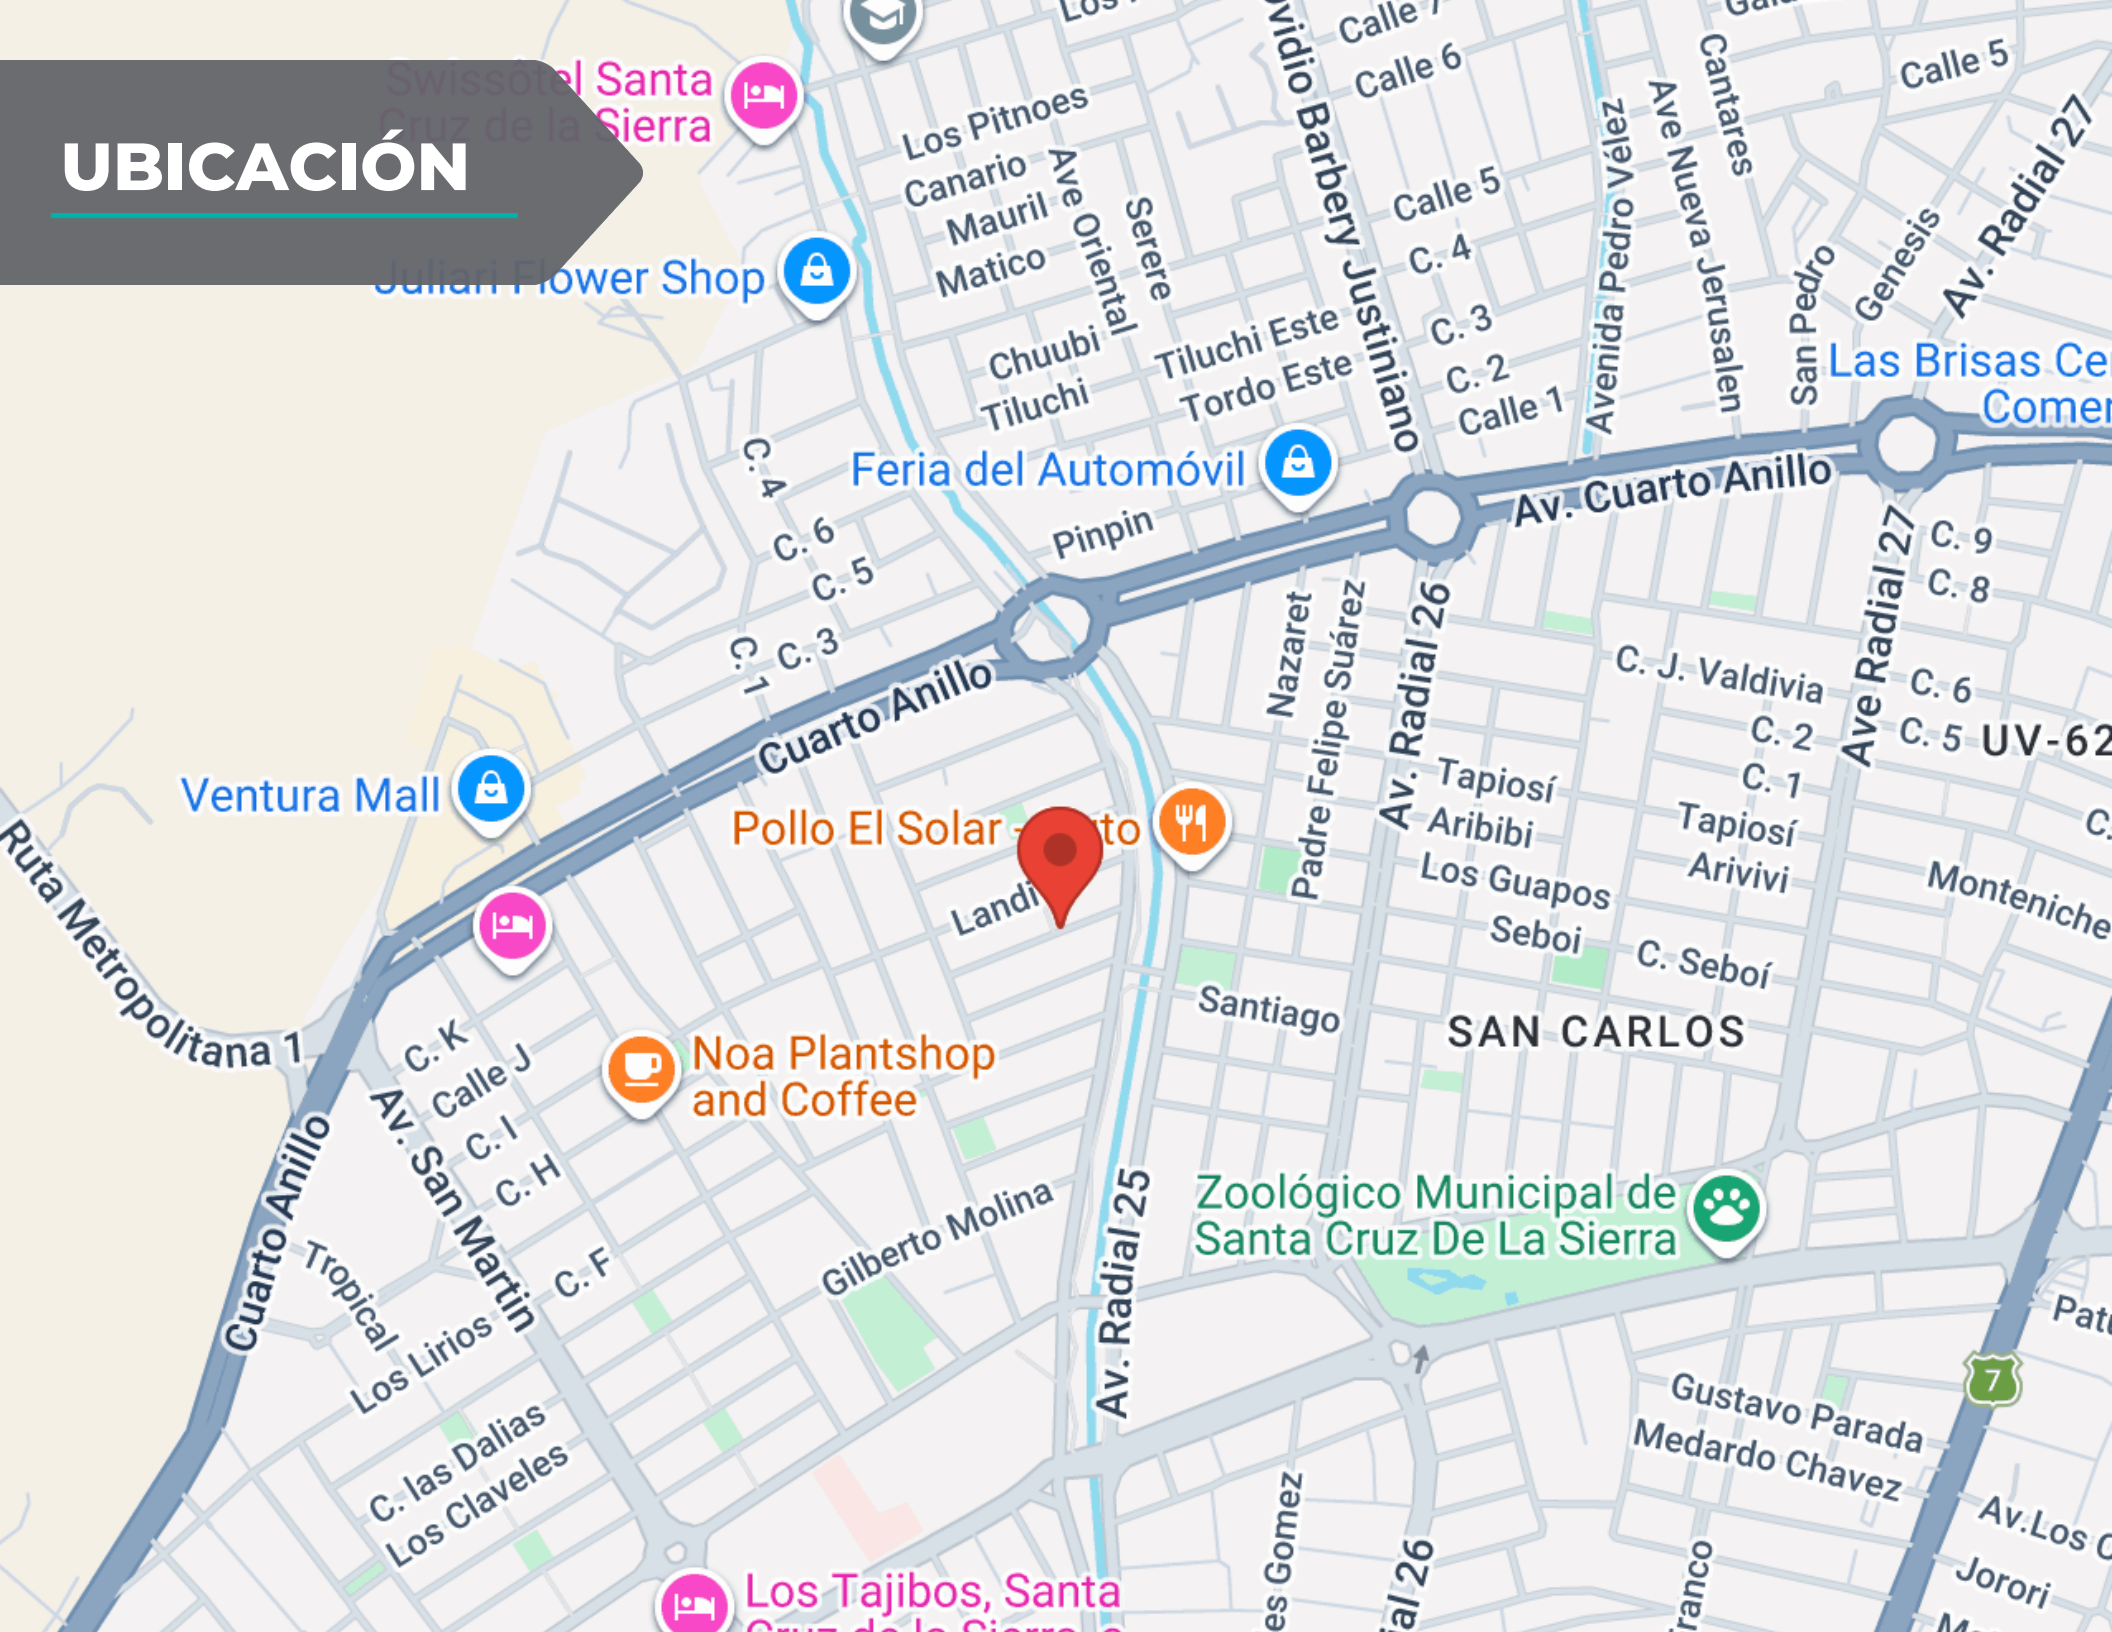 UBICACIÓN
Swissôtel Santa
Cruz de la Sierra
Juliari Flower Shop
Los Pitnoes
Canario
Mauril
Matico
Ave Oriental
Serere
Chuubi
Tiluchi
Tiluchi Este
Tordo Este
Calle 6
Calle 5
C. 4
C. 3
C. 2
Calle 1
Avenida Pedro Vélez
Ave Nueva Jerusalen
Cantares
Calle 5
San Pedro
Genesis
Av. Radial 27
Las Brisas
Barbery Justiniano
Feria del Automóvil
Pinpin
Av. Cuarto Anillo
C. 4
C. 6
C. 5
C. 3
C. 1
Cuarto Anillo
Nazaret
Padre Felipe Suárez
Av. Radial 26
Ave Radial 27
C. 9
C. 8
C. J. Valdivia
C. 6
C. 2
C. 5
UV-62
C. 1
Ventura Mall
Pollo El Solar
Landi
Tapiosí
Aribibi
Los Guapos
Seboi
Tapiosí
Arivivi
C. Seboí
Ruta Metropolitana 1
Santiago
SAN CARLOS
Noa Plantshop
and Coffee
C. K
Calle J
C. I
C. H
C. F
Av. San Martin
Cuarto Anillo
Tropical
Los Lirios
C. las Dalias
Los Claveles
Gilberto Molina
Av. Radial 25
Zoológico Municipal de
Santa Cruz De La Sierra
7
Gustavo Parada
Medardo Chavez
Jorori
Los Tajibos, Santa
Cruz de la Sierra, a
Gomez